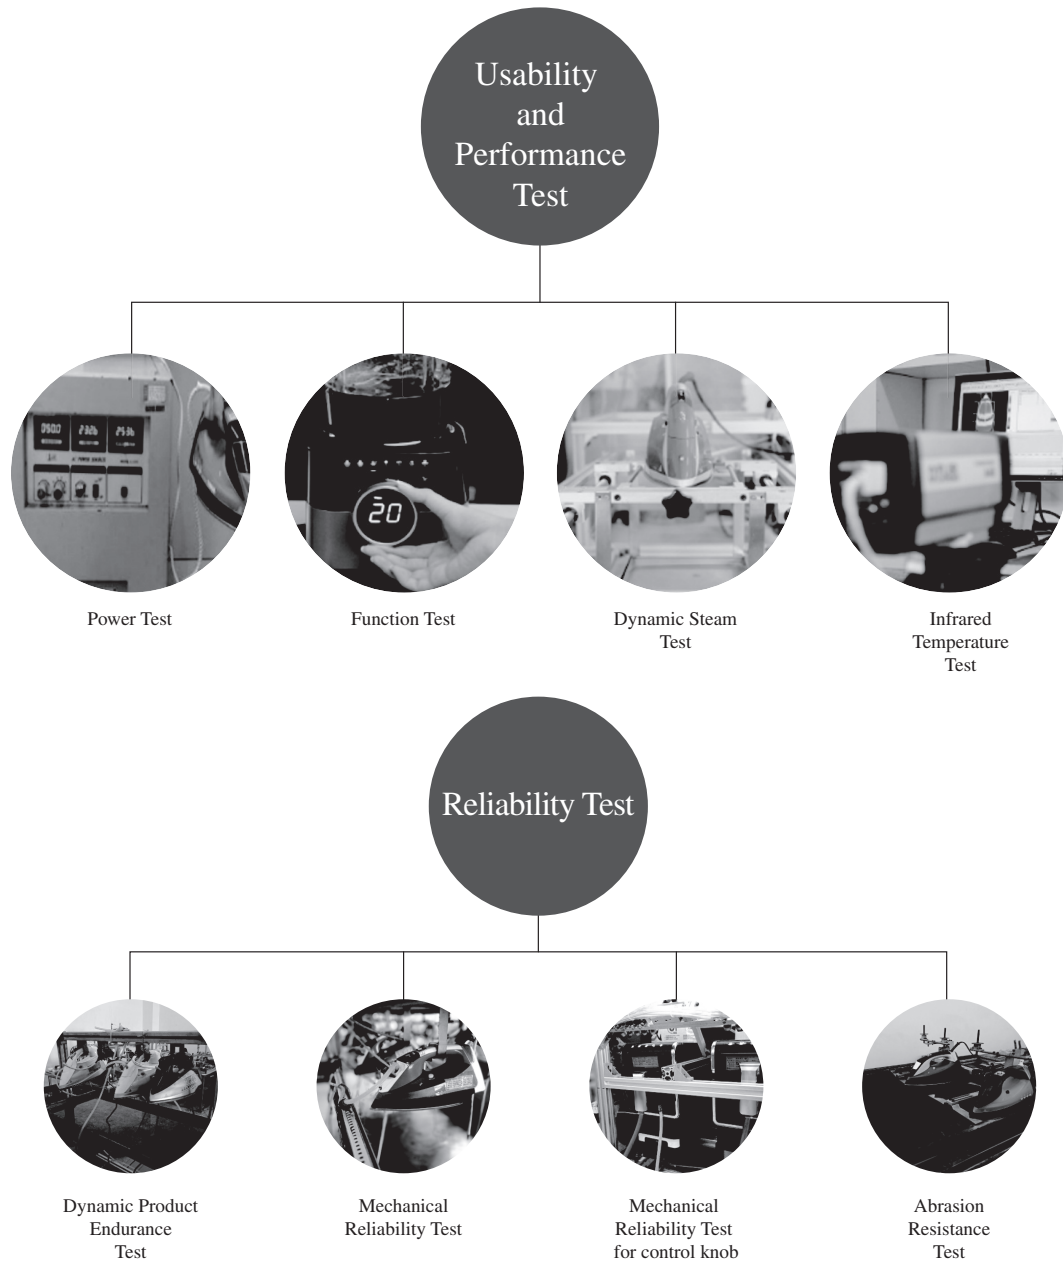 Usability
and
Performance
Test
20
Power Test
Function Test
Dynamic Steam
Test
Infrared
Temperature
Test
Reliability Test
Dynamic Product
Endurance
Test
Mechanical
Reliability Test
Mechanical
Reliability Test
for control knob
Abrasion
Resistance
Test